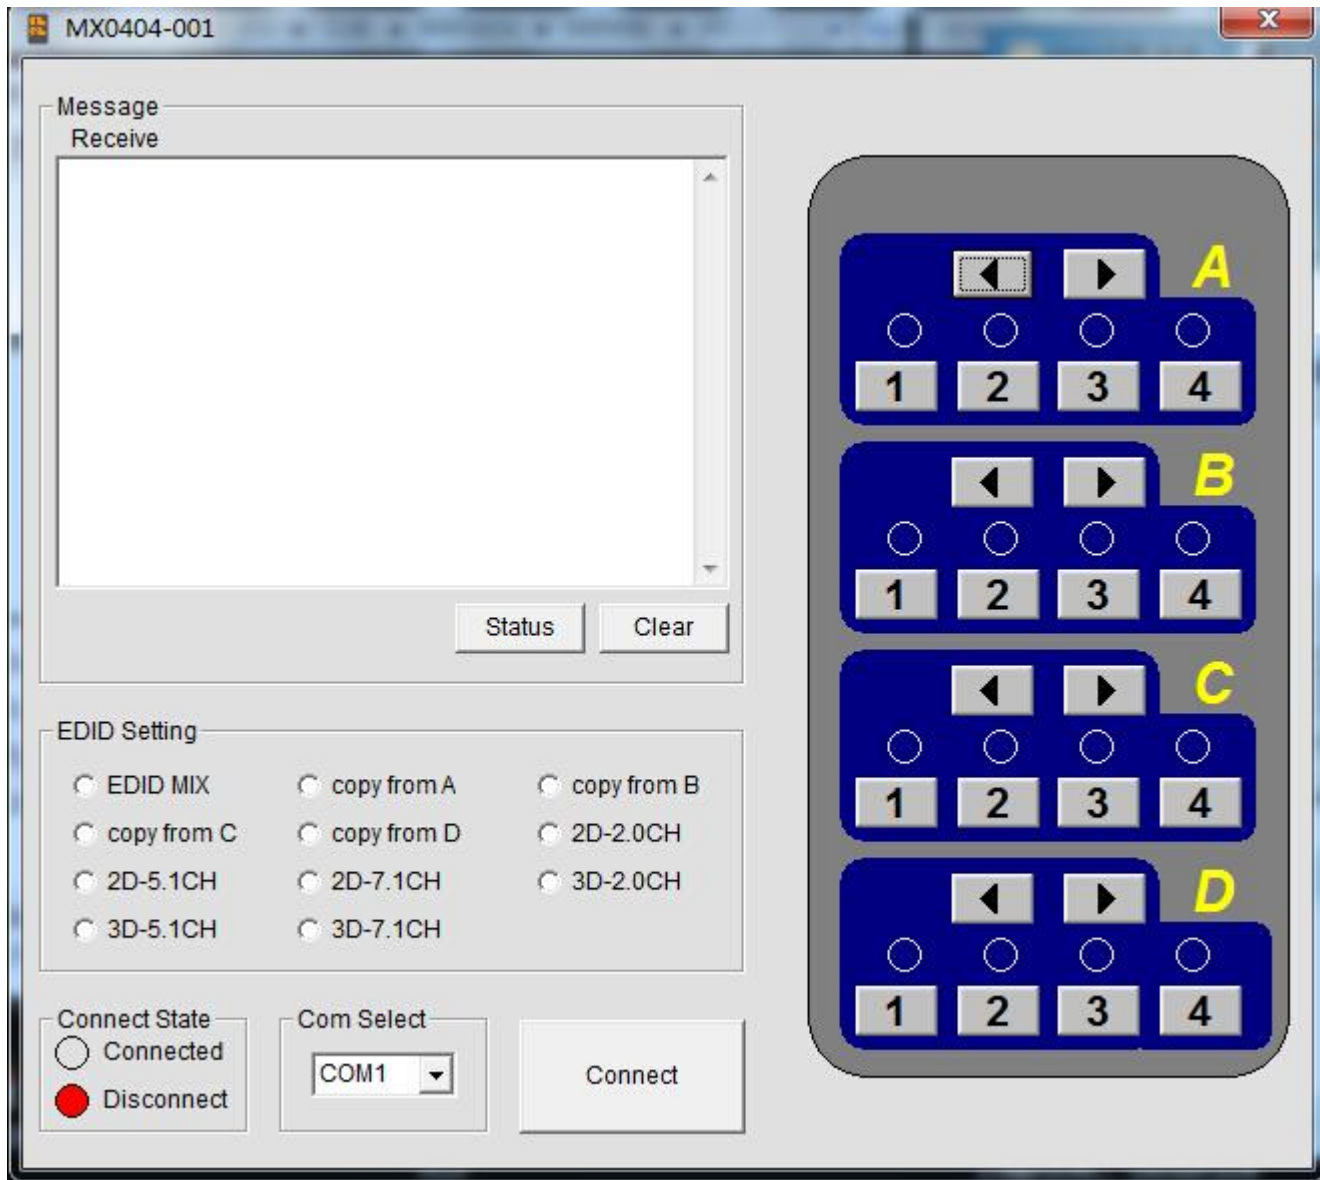 MX0404-001
Message
Receive
Status Clear
EDID Setting
EDID MIX copy from A copy from B
copy from C copy from D 2D-2.0CH
2D-5.1CH 2D-7.1CH 3D-2.0CH
3D-5.1CH 3D-7.1CH
Connect State
Connected
Disconnect
Com Select
COM1
Connect
A
1 2 3 4
B
1 2 3 4
C
1 2 3 4
D
1 2 3 4